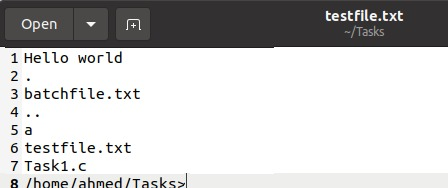 Open
testfile.txt
~/Tasks
1 Hello world
2 .
3 batchfile.txt
4 ..
5 a
6 testfile.txt
7 Task1.c
8 /home/ahmed/Tasks>